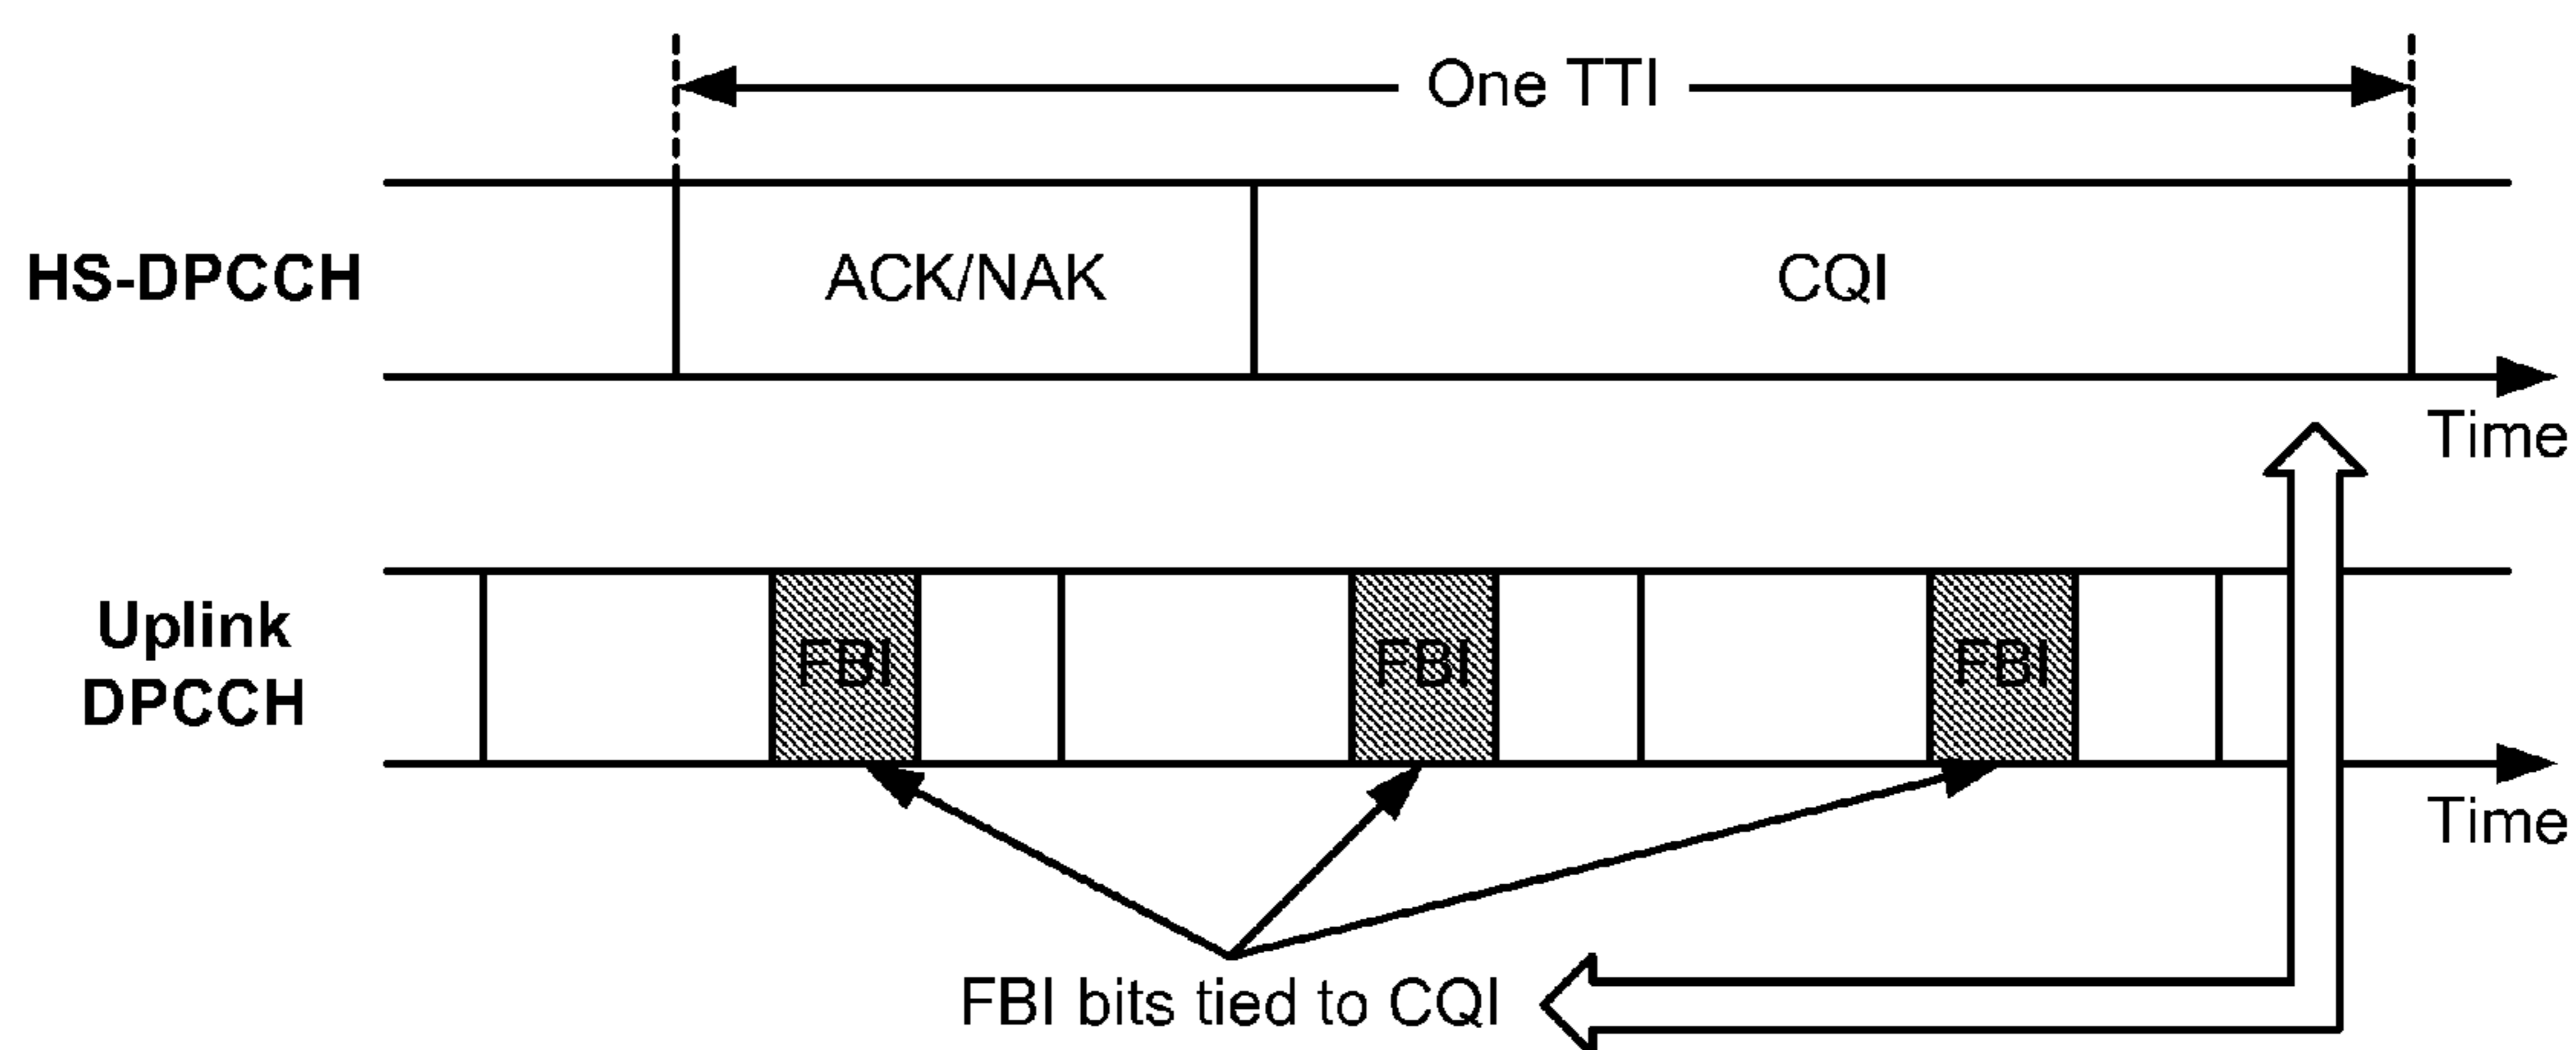 One TTI
HS-DPCCH
ACK/NAK
CQI
Time
Uplink
DPCCH
FBI
FBI
FBI
Time
FBI bits tied to CQI